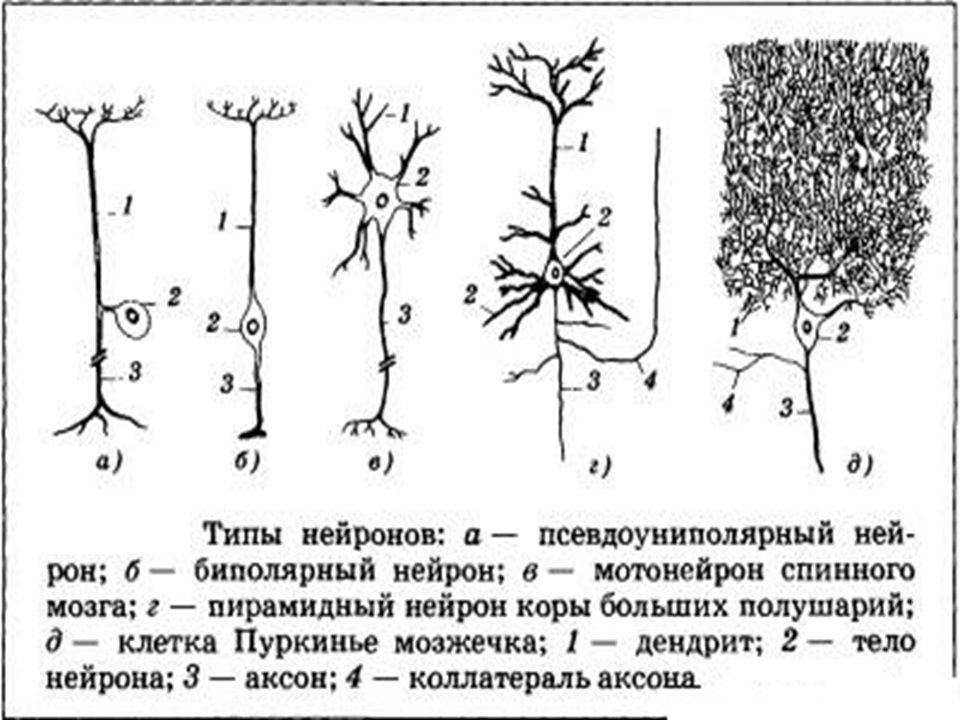 1
2
3
а)
1
2
3
б)
1
2
3
в)
1
2
2
3
4
г)
1
2
3
4
д)
Типы нейронов: а — псевдоуниполярный ней-
рон; б — биполярный нейрон; в — мотонейрон спинного
мозга; г — пирамидный нейрон коры больших полушарий;
д — клетка Пуркинье мозжечка; 1 — дендрит; 2 — тело
нейрона; 3 — аксон; 4 — коллатераль аксона.